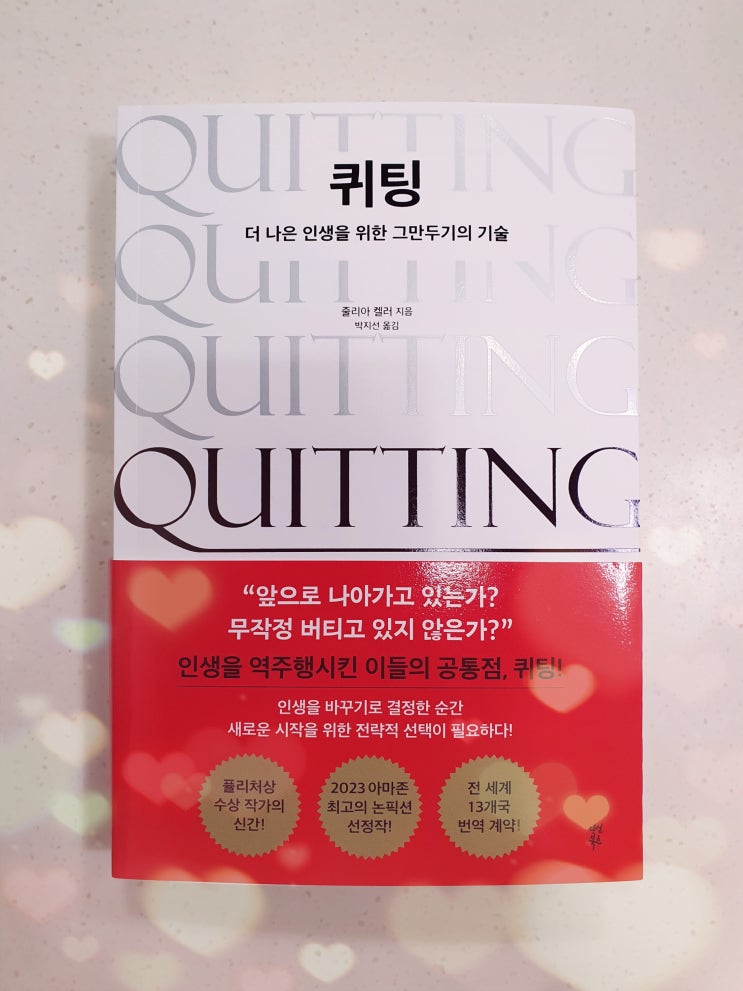 QUITTING
퀴팅
더 나은 인생을 위한 그만두기의 기술
QUITTING
줄리아 켈러 지음
박지선 옮김
QUITTING
QUITTING
“앞으로 나아가고 있는가?
무작정 버티고 있지 않은가?”
인생을 역주행시킨 이들의 공통점, 퀴팅!
인생을 바꾸기로 결정한 순간
새로운 시작을 위한 전략적 선택이 필요하다!
퓰리처상
수상 작가의
신간!
2023 아마존
최고의 논픽션
선정작!
전 세계
13개국
번역 계약!